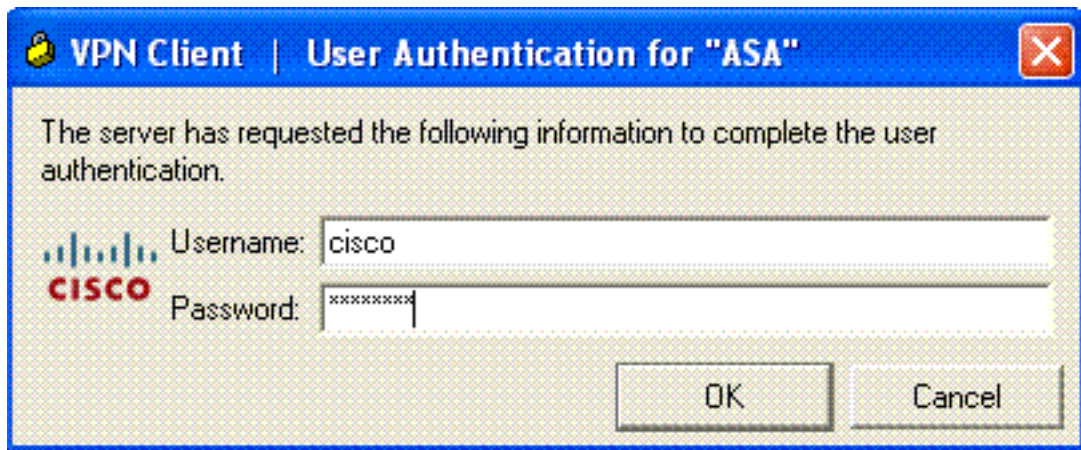 VPN Client | User Authentication for "ASA"
The server has requested the following information to complete the user
authentication.
CISCO
Username: cisco
Password: ********
OK Cancel